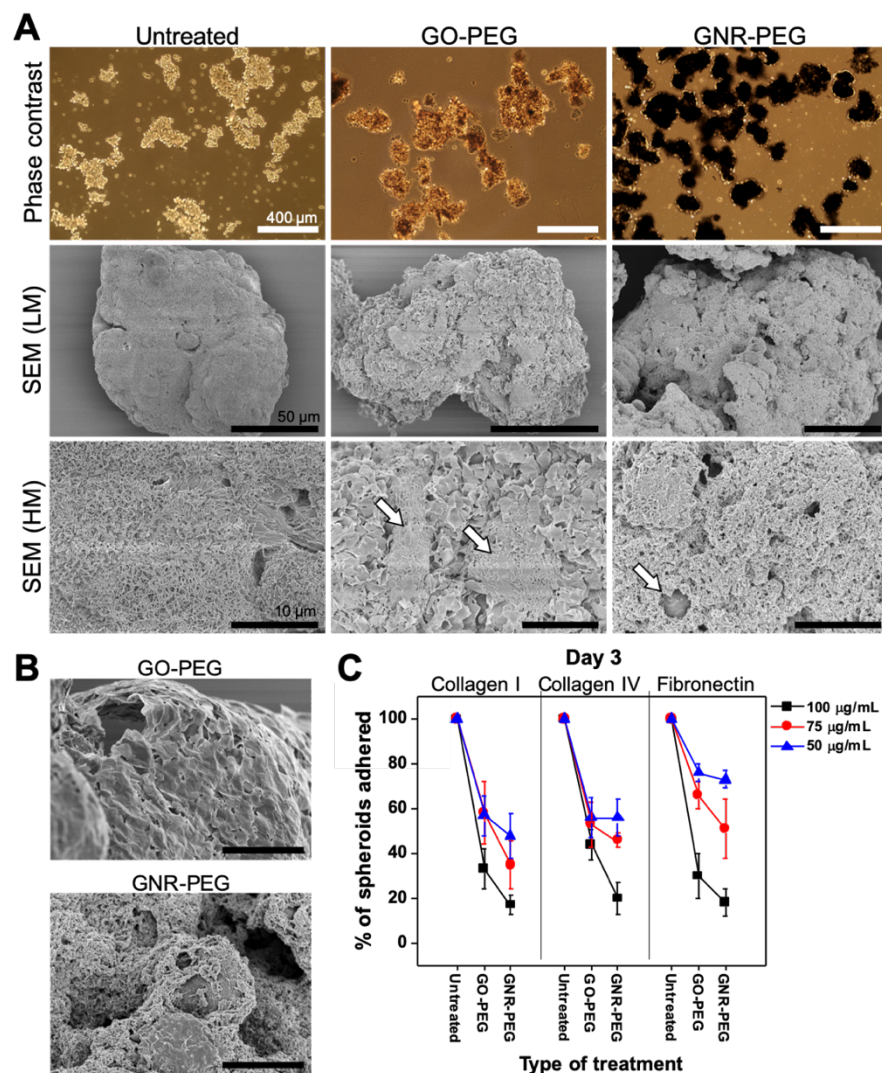 A
Untreated
GO-PEG
GNR-PEG
Phase contrast
400 µm
SEM (LM)
50 µm
SEM (HM)
10 µm
B
GO-PEG
GNR-PEG
C
Day 3
Collagen I
Collagen IV
Fibronectin
100 µg/mL
75 µg/mL
50 µg/mL
% of spheroids adhered
100
80
60
40
20
0
Untreated
GO-PEG
GNR-PEG
Untreated
GO-PEG
GNR-PEG
Untreated
GO-PEG
GNR-PEG
Type of treatment